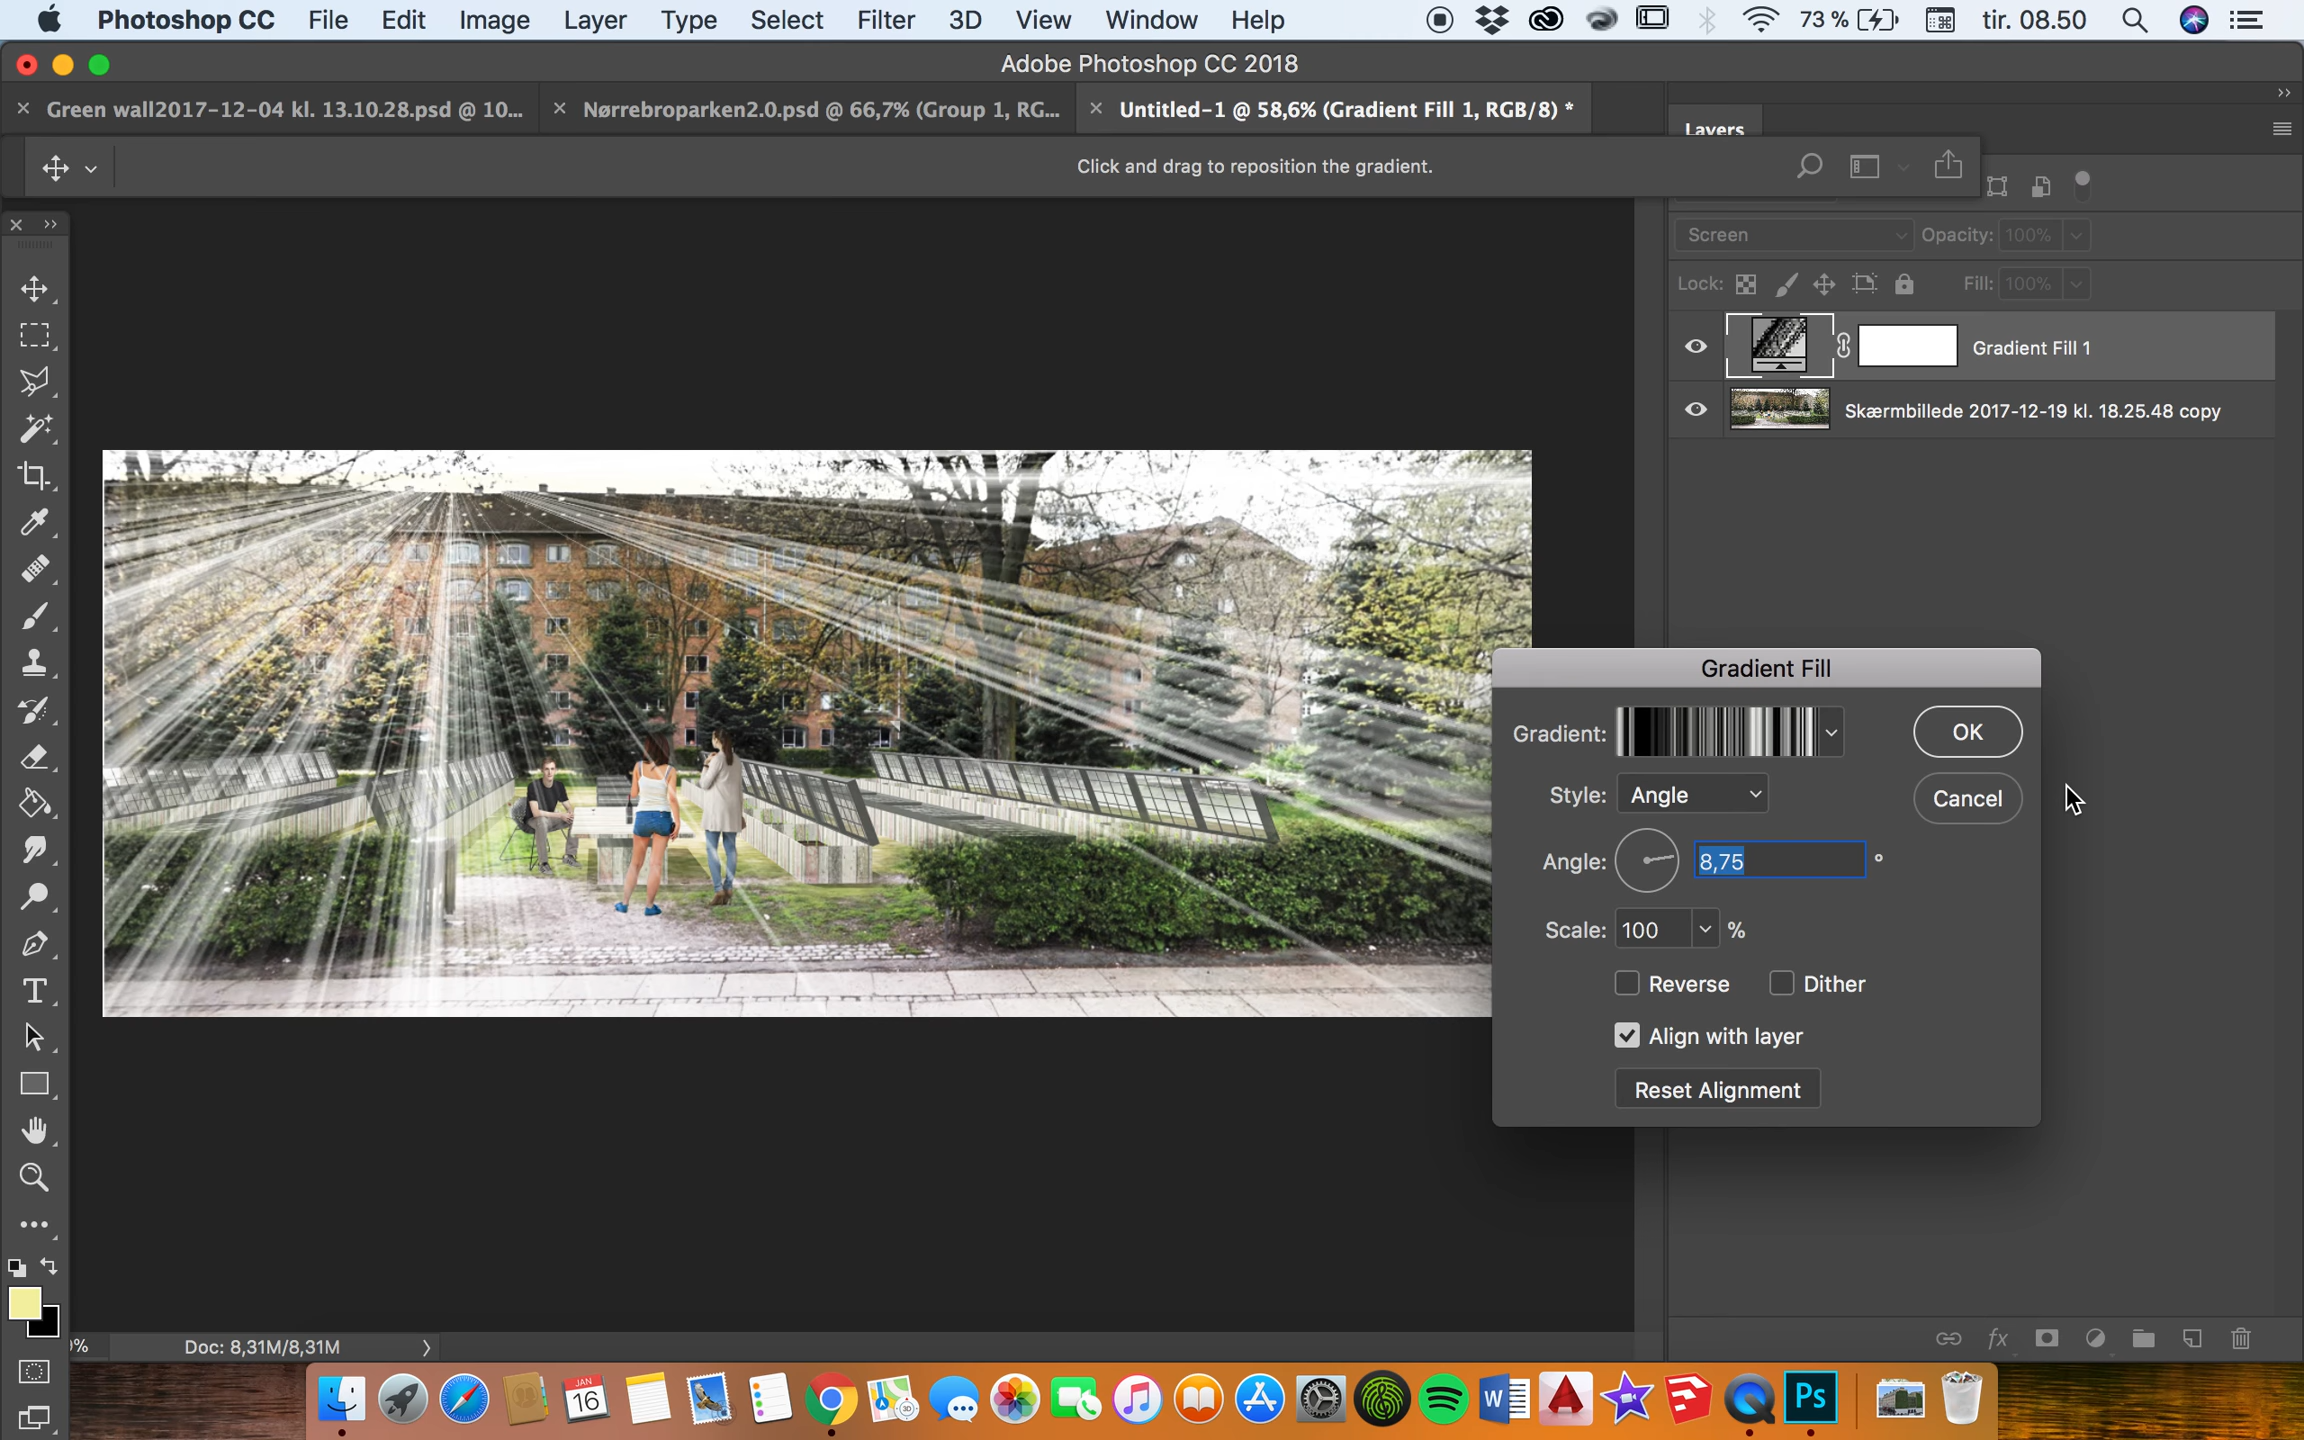 Photoshop CC File Edit Image Layer Type Select Filter 3D View Window Help 73 % tir. 08.50
Adobe Photoshop CC 2018
Green wall2017-12-04 kl. 13.10.28.psd @ 10... Nørrebroparken2.0.psd @ 66,7% (Group 1, RG... Untitled-1 @ 58,6% (Gradient Fill 1, RGB/8) *
Layers
Click and drag to reposition the gradient.
Screen Opacity: 100%
Lock: Fill: 100%
Gradient Fill 1
Skærmbillede 2017-12-19 kl. 18.25.48 copy
Gradient Fill
Gradient: OK
Style: Angle Cancel
Angle: 8,75 °
Scale: 100 %
Reverse Dither
Align with layer
Reset Alignment
% Doc: 8,31M/8,31M
JAN
16
3D
W
Ps